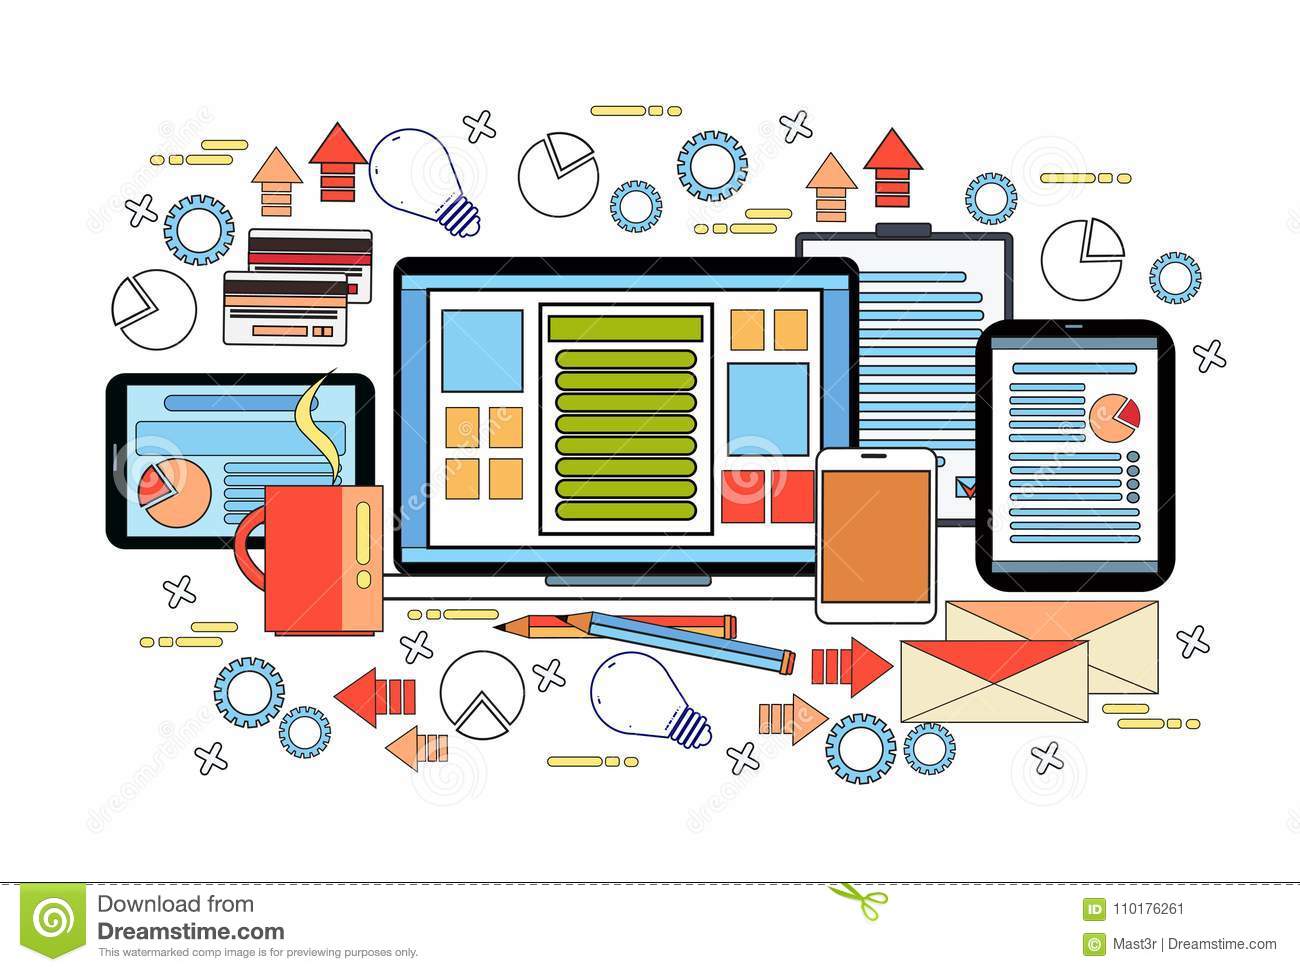 Download from
Dreamstime.com
This watermarked comp image is for previewing purposes only.
ID 110176261
© Mast3r | Dreamstime.com